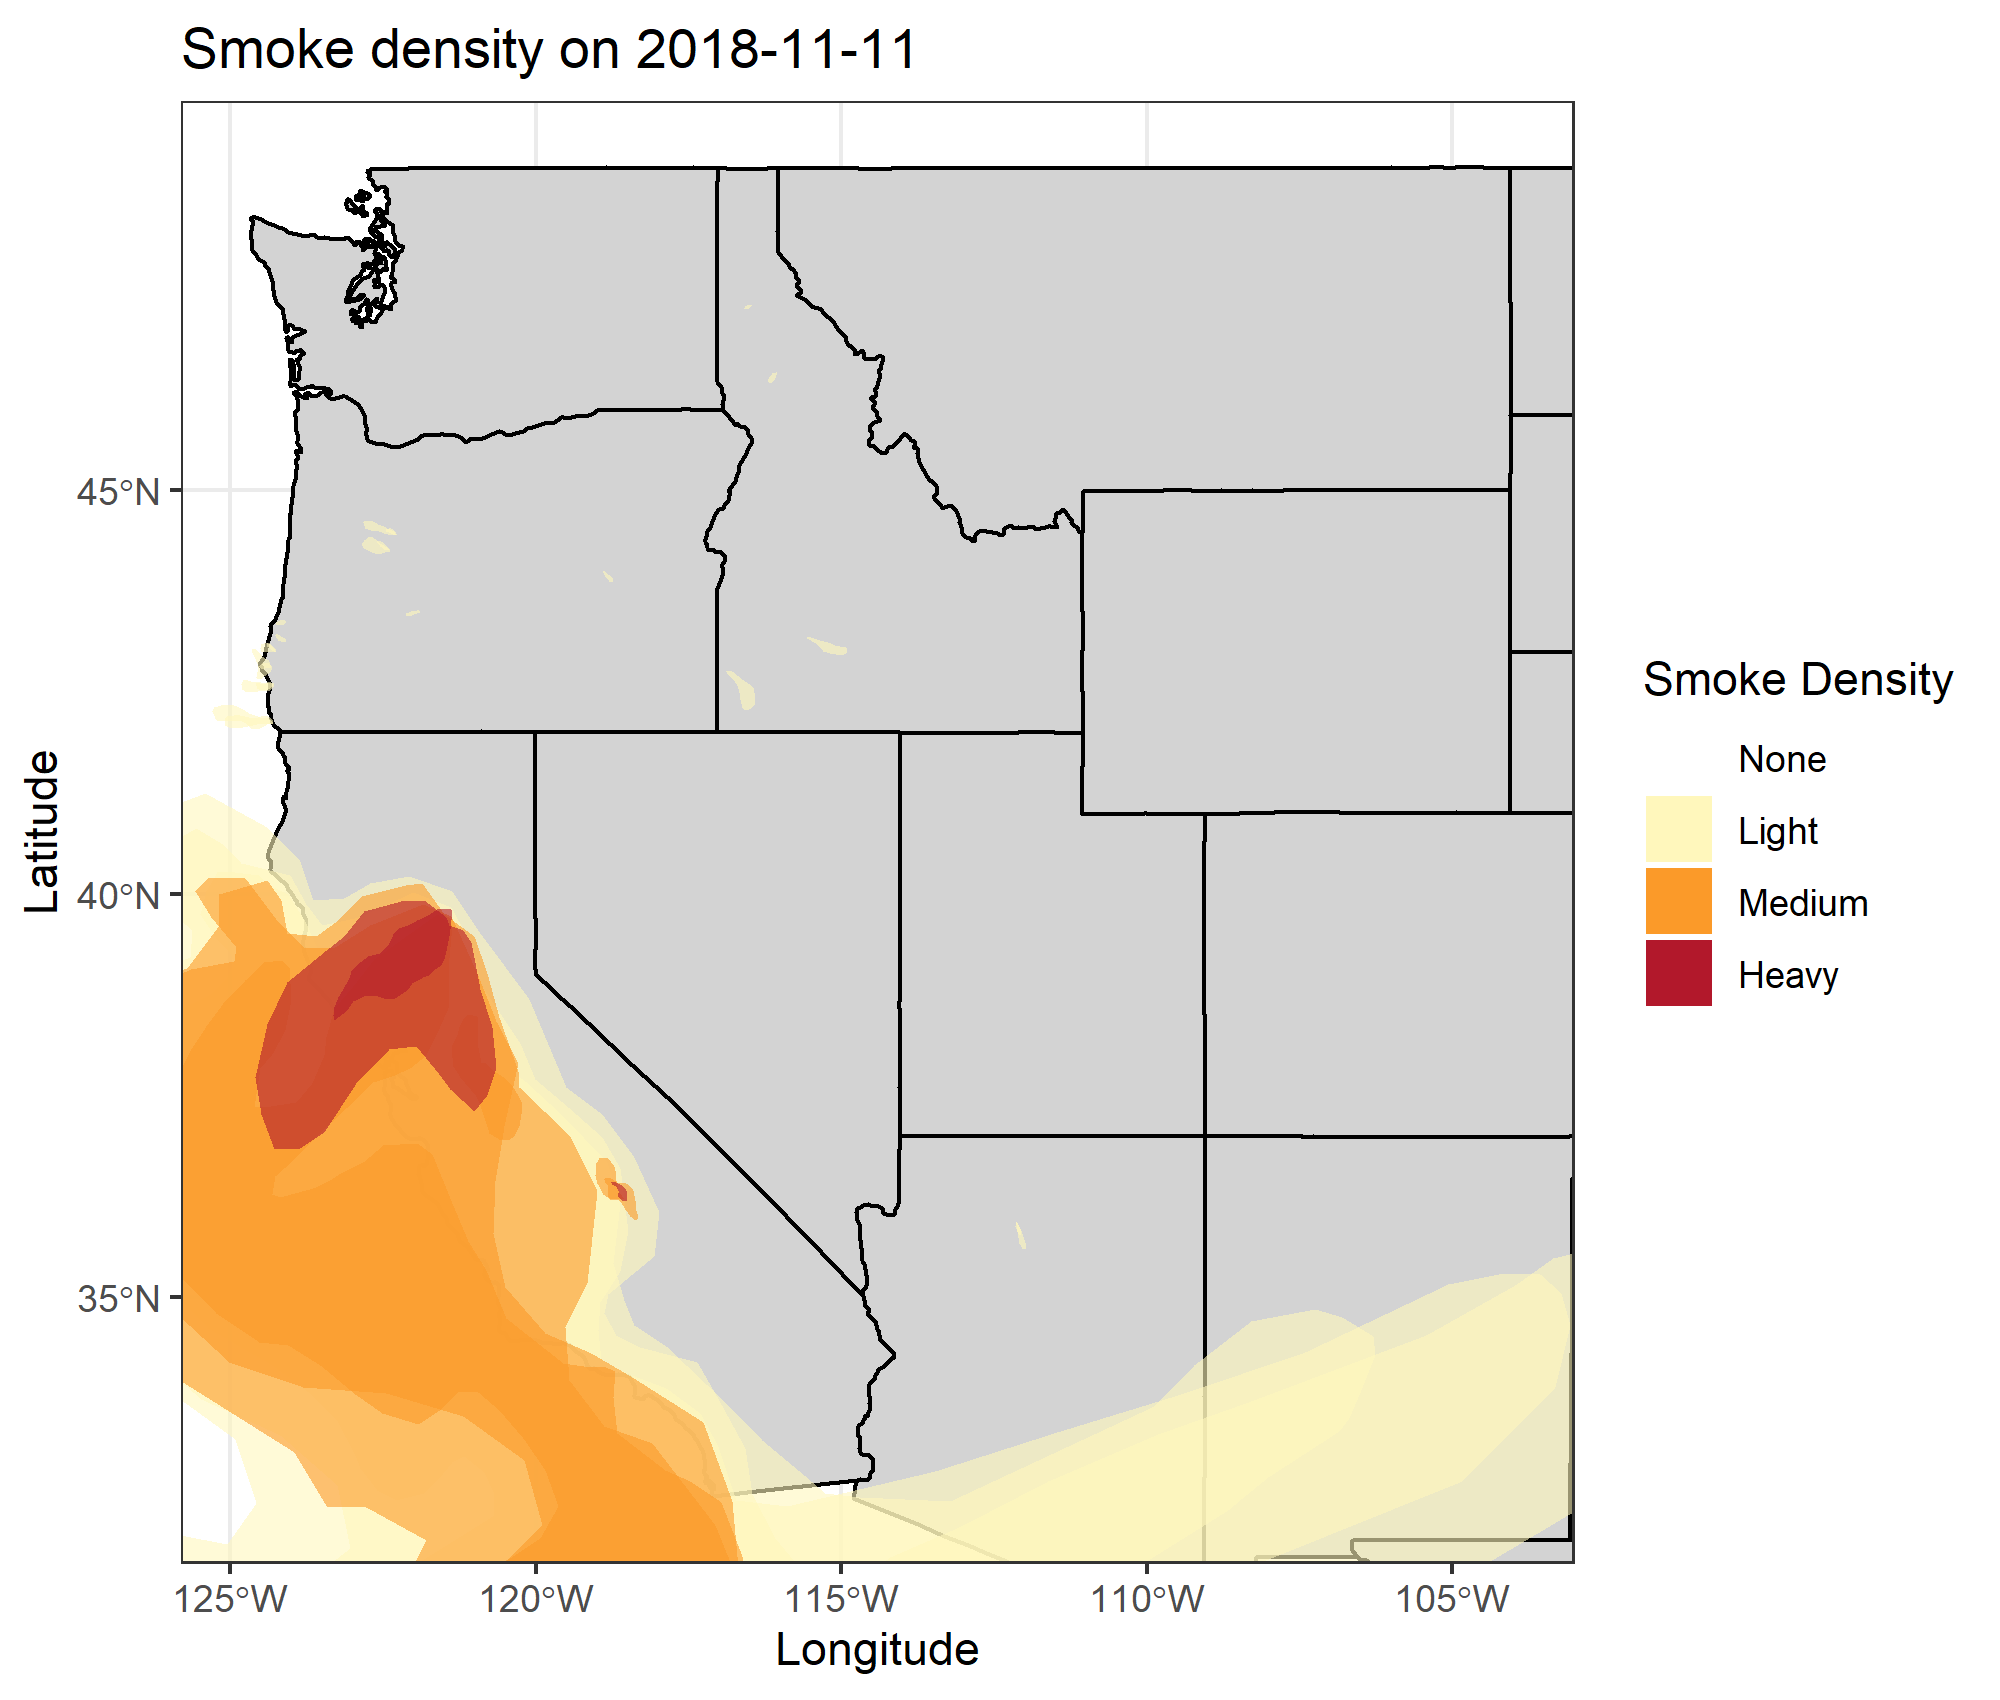 Smoke density on 2018-11-11
45°N
40°N
35°N
Latitude
125°W 120°W 115°W 110°W 105°W
Longitude
Smoke Density
None
Light
Medium
Heavy